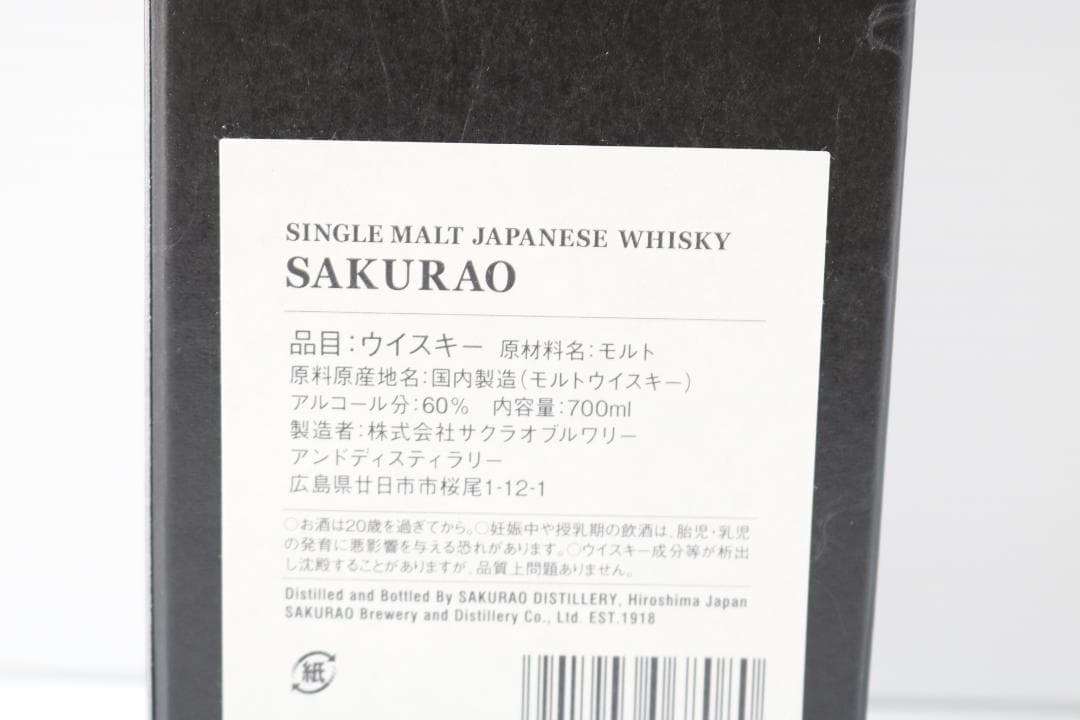 SINGLE MALT JAPANESE WHISKY
SAKURAO
品目：ウイスキー 原材料名：モルト
原料原産地名：国内製造（モルトウイスキー）
アルコール分：60% 内容量：700ml
製造者：株式会社サクラオブルワリー
アンドディスティラリー
広島県廿日市市桜尾1-12-1
○お酒は20歳を過ぎてから。○妊娠中や授乳期の飲酒は、胎児・乳児
の発育に悪影響を与える恐れがあります。○ウイスキー成分等が析出
し沈殿することがありますが、品質上問題ありません。
Distilled and Bottled By SAKURAO DISTILLERY, Hiroshima Japan
SAKURAO Brewery and Distillery Co., Ltd. EST.1918
紙